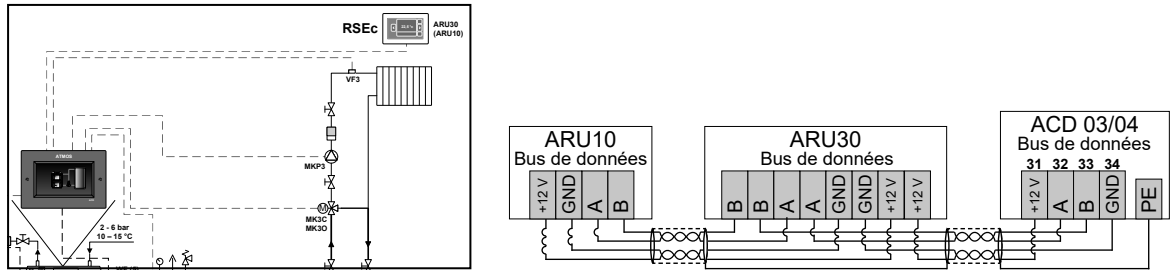 RSEc
ARU30
(ARU10)
VF3
ATMOS
MKP3
MK3C
MK3O
2 - 6 bar
10 – 15 °C
ARU10
Bus de données
+12 V
GND
A
B
ARU30
Bus de données
B
B
A
A
GND
GND
+12 V
+12 V
ACD 03/04
Bus de données
31 32 33 34
+12 V
A
B
GND
PE